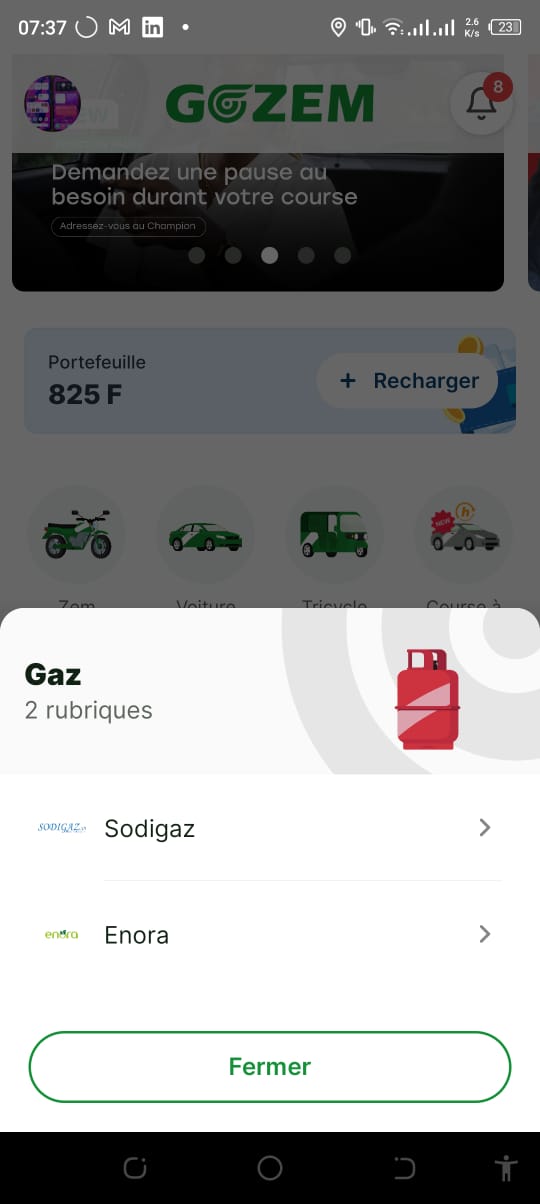 07:37
2.6
K/s
23
GOZEM
8
Demandez une pause au
besoin durant votre course
Adressez-vous au Champion
Portefeuille
825 F
+ Recharger
NEW
h
Zem
Voiture
Tricycle
Course à
Gaz
2 rubriques
SODIGAZ
Sodigaz
enora
Enora
Fermer